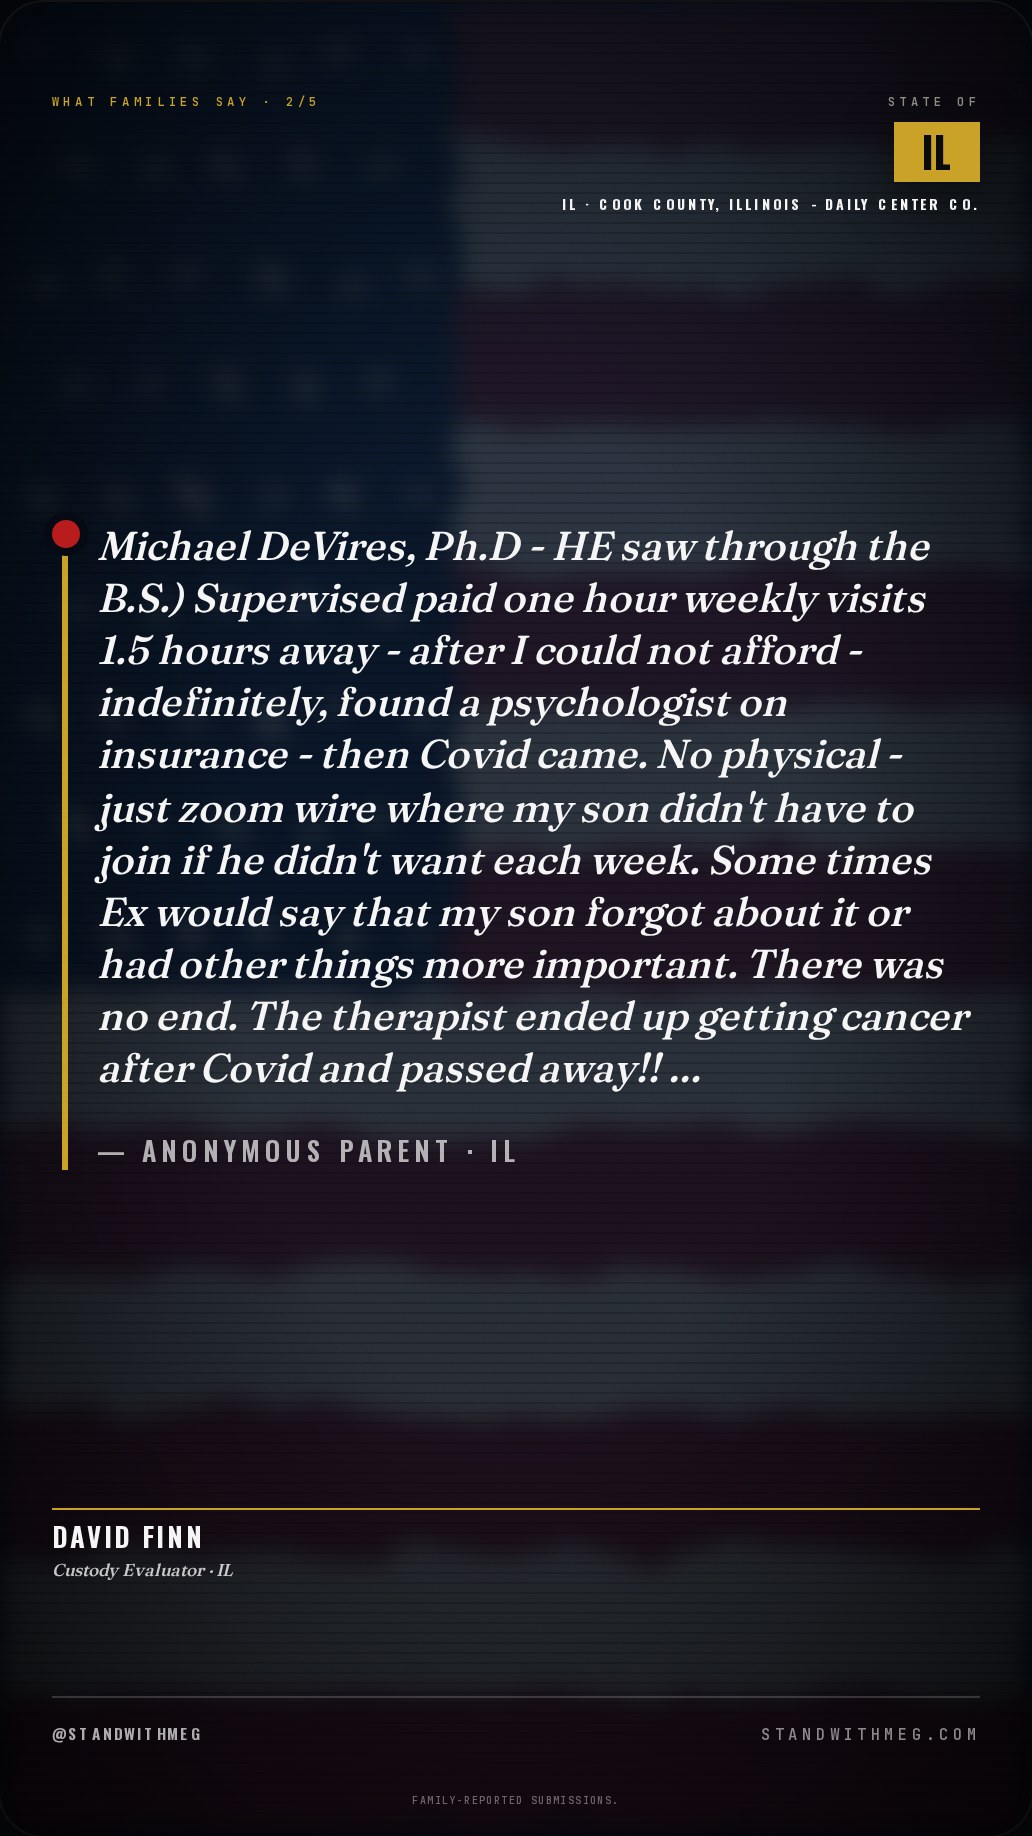 WHAT FAMILIES SAY · 2/5
STATE OF
IL
IL · COOK COUNTY, ILLINOIS - DAILY CENTER CO.
Michael DeVires, Ph.D - HE saw through the
B.S.) Supervised paid one hour weekly visits
1.5 hours away - after I could not afford -
indefinitely, found a psychologist on
insurance - then Covid came. No physical -
just zoom wire where my son didn't have to
join if he didn't want each week. Some times
Ex would say that my son forgot about it or
had other things more important. There was
no end. The therapist ended up getting cancer
after Covid and passed away!! ...
— ANONYMOUS PARENT · IL
DAVID FINN
Custody Evaluator · IL
@STANDWITHMEG
STANDWITHMEG.COM
FAMILY-REPORTED SUBMISSIONS.